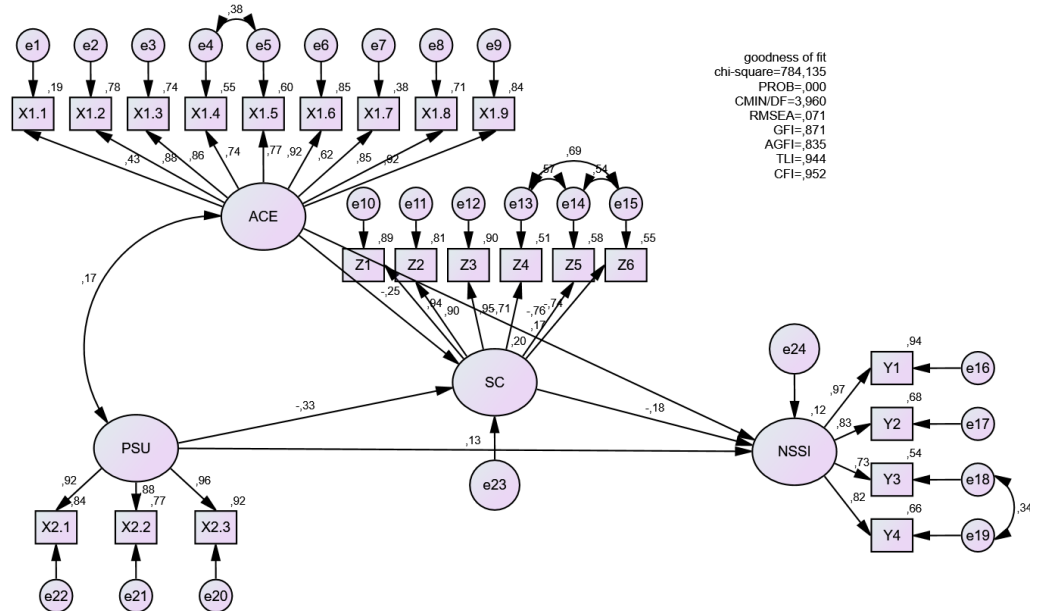 ,38
e1 e2 e3 e4 e5 e6 e7 e8 e9
,19 ,78 ,74 ,55 ,60 ,85 ,38 ,71 ,84
X1.1 X1.2 X1.3 X1.4 X1.5 X1.6 X1.7 X1.8 X1.9
,43 ,88 ,86 ,74 ,77 ,92 ,62 ,85 ,92
ACE
goodness of fit
chi-square=784,135
PROB=,000
CMIN/DF=3,960
RMSEA=,071
GFI=,871
AGFI=,835
TLI=,944
CFI=,952
,69
,57 ,54
e10 e11 e12 e13 e14 e15
,89 ,81 ,90 ,51 ,58 ,55
Z1 Z2 Z3 Z4 Z5 Z6
,17
-,25 ,94 ,90 ,95 -,71 -,76 -,74
,17
,20
SC
e24
,94
Y1 e16
,97
,12
,68
,83 Y2 e17
-,33
-,18
,13
PSU
NSSI
,54
,73 Y3 e18
,82
,34
,66
Y4 e19
e23
,92 ,88 ,96
,84 ,77 ,92
X2.1 X2.2 X2.3
e22 e21 e20